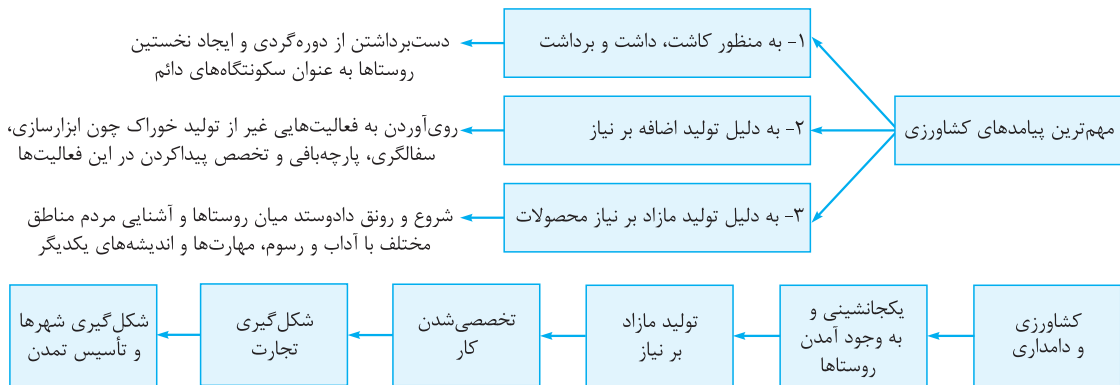 مهم‌ترین پیامدهای کشاورزی
۱- به منظور کاشت، داشت و برداشت
دست‌برداشتن از دوره‌گردی و ایجاد نخستین
روستاها به عنوان سکونتگاه‌های دائم
۲- به دلیل تولید اضافه بر نیاز
روی‌آوردن به فعالیت‌هایی غیر از تولید خوراک چون ابزارسازی،
سفالگری، پارچه‌بافی و تخصص پیداکردن در این فعالیت‌ها
۳- به دلیل تولید مازاد بر نیاز محصولات
شروع و رونق دادوستد میان روستاها و آشنایی مردم مناطق
مختلف با آداب و رسوم، مهارت‌ها و اندیشه‌های یکدیگر
کشاورزی
و دامداری
یکجانشینی و
به وجود آمدن
روستاها
تولید مازاد
بر نیاز
تخصصی‌شدن
کار
شکل‌گیری
تجارت
شکل‌گیری شهرها
و تأسیس تمدن